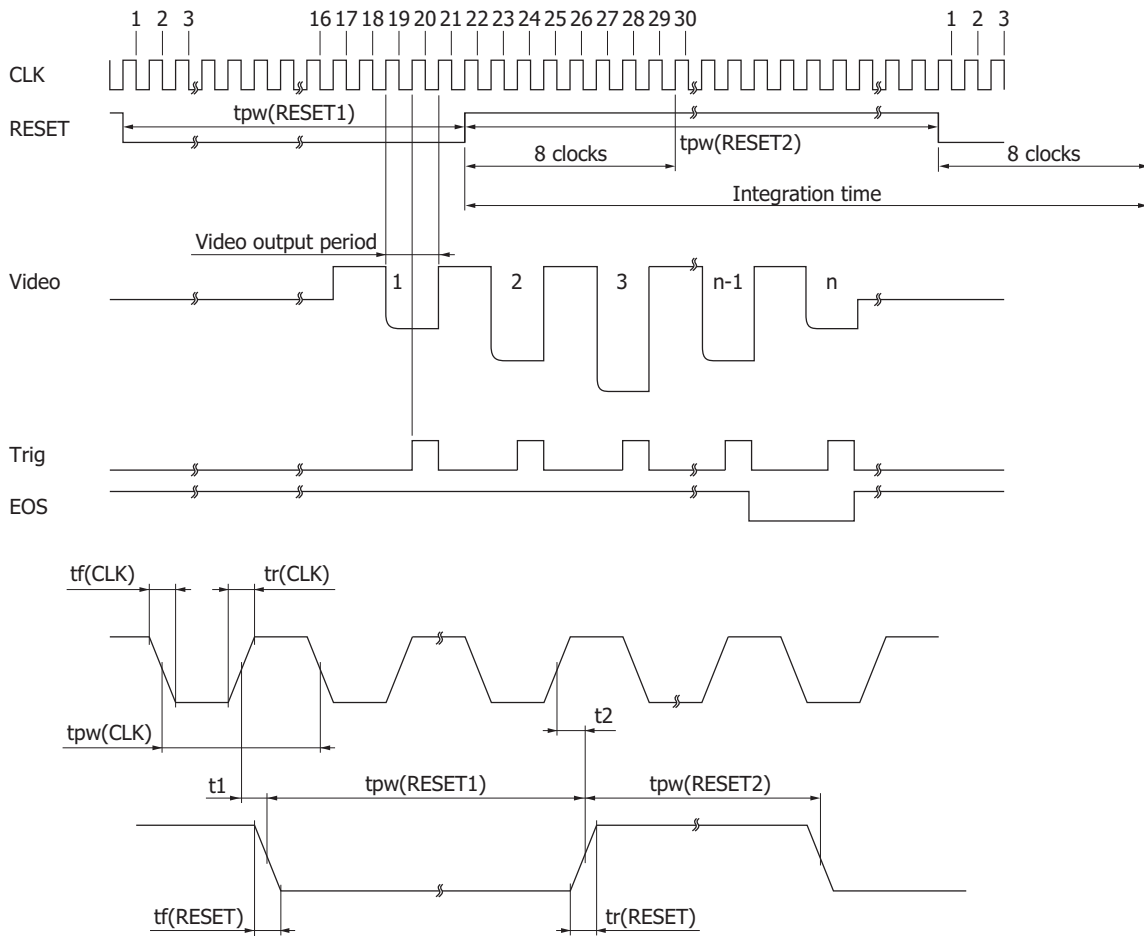 1 2 3 16 17 18 19 20 21 22 23 24 25 26 27 28 29 30 1 2 3
CLK
tpw(RESET1)
RESET
tpw(RESET2)
8 clocks 8 clocks
Integration time
Video output period
Video 1 2 3 n-1 n
Trig
EOS
tf(CLK) tr(CLK)
t2
tpw(CLK)
t1 tpw(RESET1) tpw(RESET2)
tf(RESET) tr(RESET)